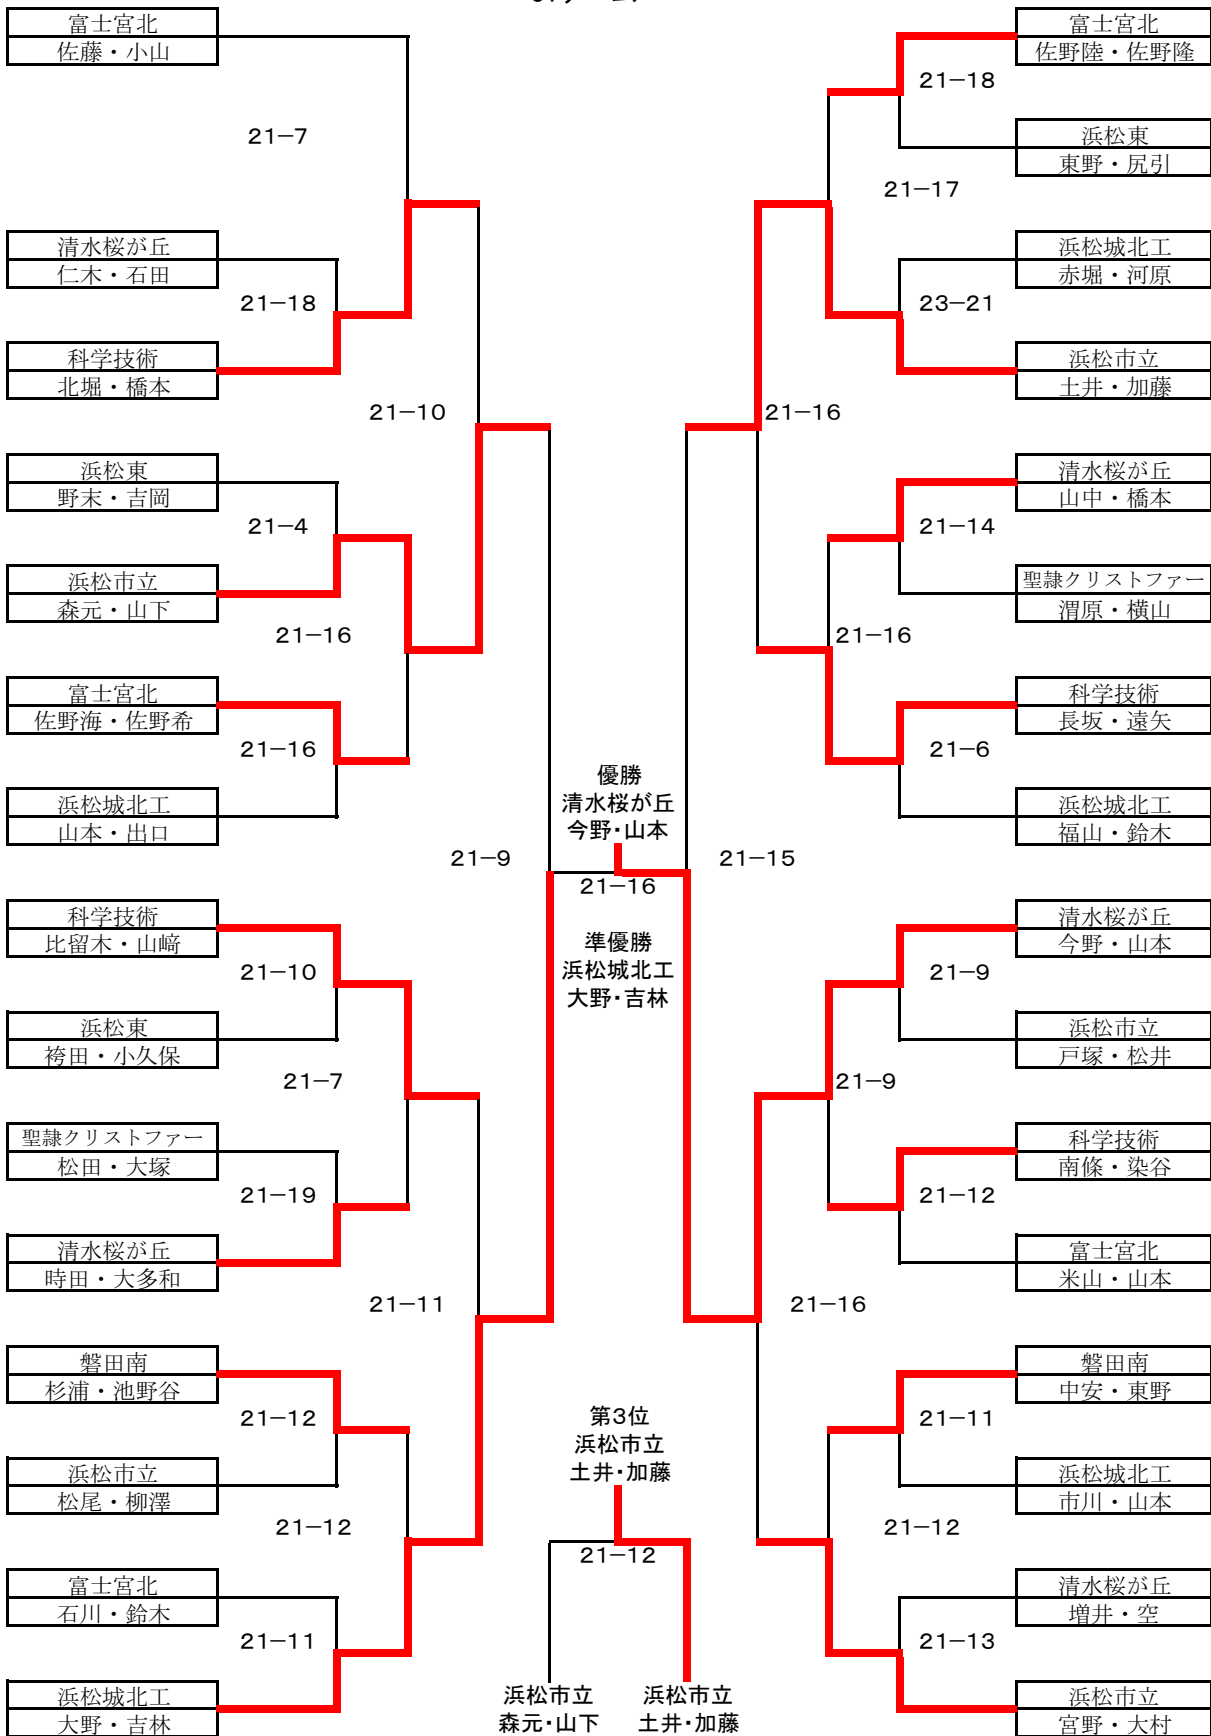 富士宮北
佐藤・小山
21−7
清水桜が丘
仁木・石田
21−18
科学技術
北堀・橋本
21−10
浜松東
野末・吉岡
21−4
浜松市立
森元・山下
21−16
富士宮北
佐野海・佐野希
21−16
浜松城北工
山本・出口
21−9
科学技術
比留木・山﨑
21−10
浜松東
袴田・小久保
21−7
聖隷クリストファー
松田・大塚
21−19
清水桜が丘
時田・大多和
21−11
磐田南
杉浦・池野谷
21−12
浜松市立
松尾・柳澤
21−12
富士宮北
石川・鈴木
21−11
浜松城北工
大野・吉林
優勝
清水桜が丘
今野・山本
21−16
準優勝
浜松城北工
大野・吉林
第3位
浜松市立
土井・加藤
21−12
浜松市立
森元・山下
浜松市立
土井・加藤
富士宮北
佐野陸・佐野隆
21−18
浜松東
東野・尻引
21−17
浜松城北工
赤堀・河原
23−21
浜松市立
土井・加藤
21−16
清水桜が丘
山中・橋本
21−14
聖隷クリストファー
渭原・横山
21−16
科学技術
長坂・遠矢
21−6
浜松城北工
福山・鈴木
21−15
清水桜が丘
今野・山本
21−9
浜松市立
戸塚・松井
21−9
科学技術
南條・染谷
21−12
富士宮北
米山・山本
21−16
磐田南
中安・東野
21−11
浜松城北工
市川・山本
21−12
清水桜が丘
増井・空
21−13
浜松市立
宮野・大村